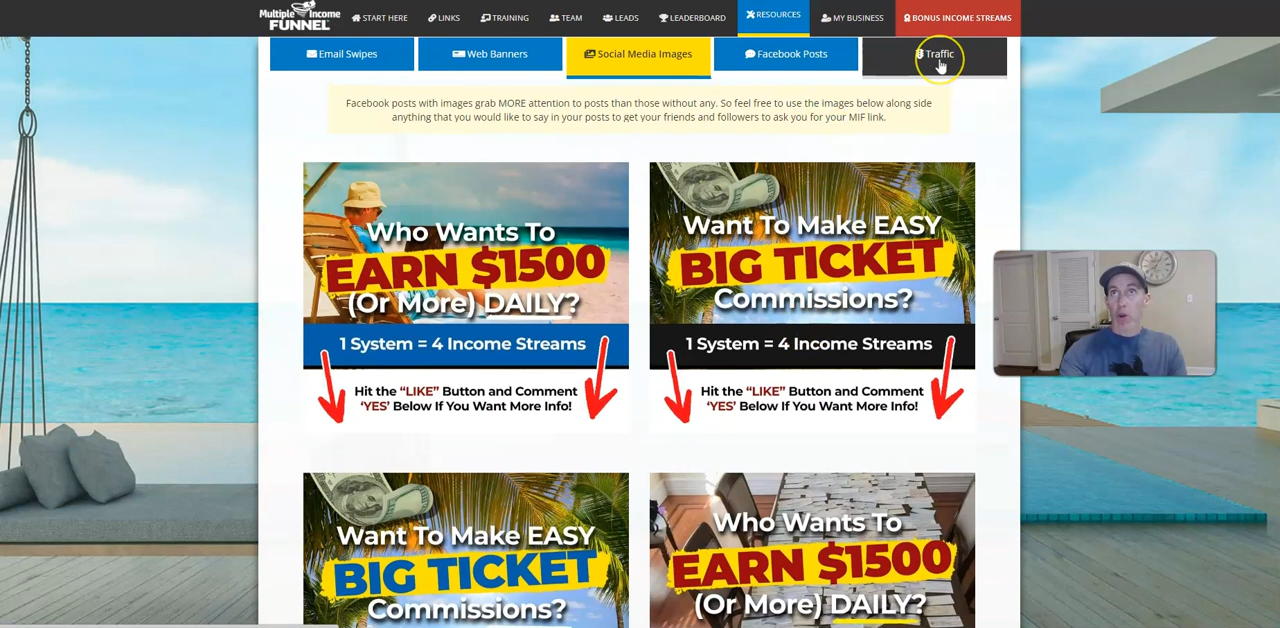 Multiple Income
FUNNEL
START HERE
LINKS
TRAINING
TEAM
LEADS
LEADERBOARD
RESOURCES
MY BUSINESS
BONUS INCOME STREAMS
Email Swipes
Web Banners
Social Media Images
Facebook Posts
Traffic
Facebook posts with images grab MORE attention to posts than those without any. So feel free to use the images below along side
anything that you would like to say in your posts to get your friends and followers to ask you for your MIF link.
Who Wants To
EARN $1500
(Or More) DAILY?
1 System = 4 Income Streams
Hit the “LIKE” Button and Comment
‘YES’ Below If You Want More Info!
Want To Make EASY
BIG TICKET
Commissions?
1 System = 4 Income Streams
Hit the “LIKE” Button and Comment
‘YES’ Below If You Want More Info!
Want To Make EASY
BIG TICKET
Commissions?
Who Wants To
EARN $1500
(Or More) DAILY?